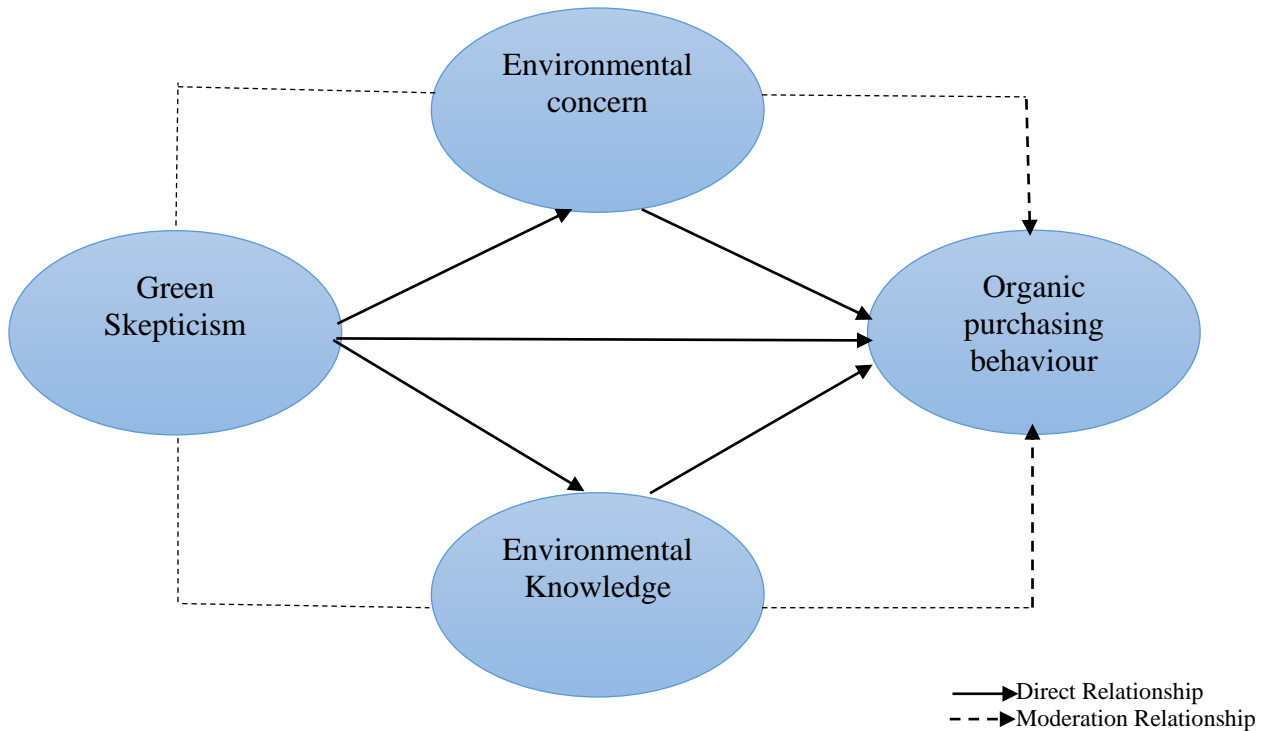 Environmental
concern
Green
Skepticism
Organic
purchasing
behaviour
Environmental
Knowledge
Direct Relationship
Moderation Relationship